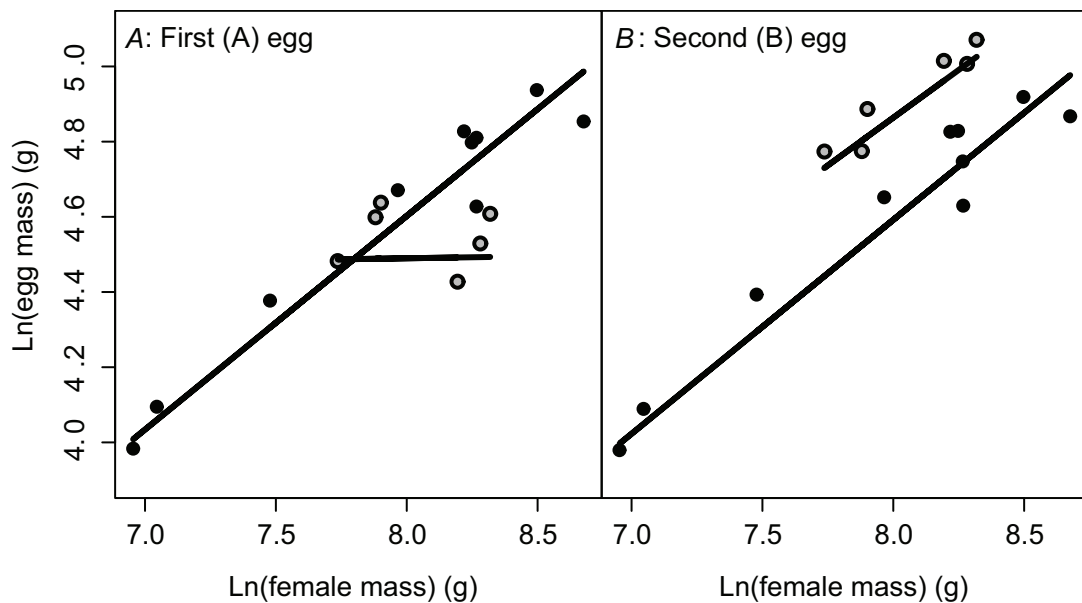 A: First (A) egg
B: Second (B) egg
Ln(egg mass) (g)
5.0
4.8
4.6
4.4
4.2
4.0
7.0 7.5 8.0 8.5
7.0 7.5 8.0 8.5
Ln(female mass) (g)
Ln(female mass) (g)